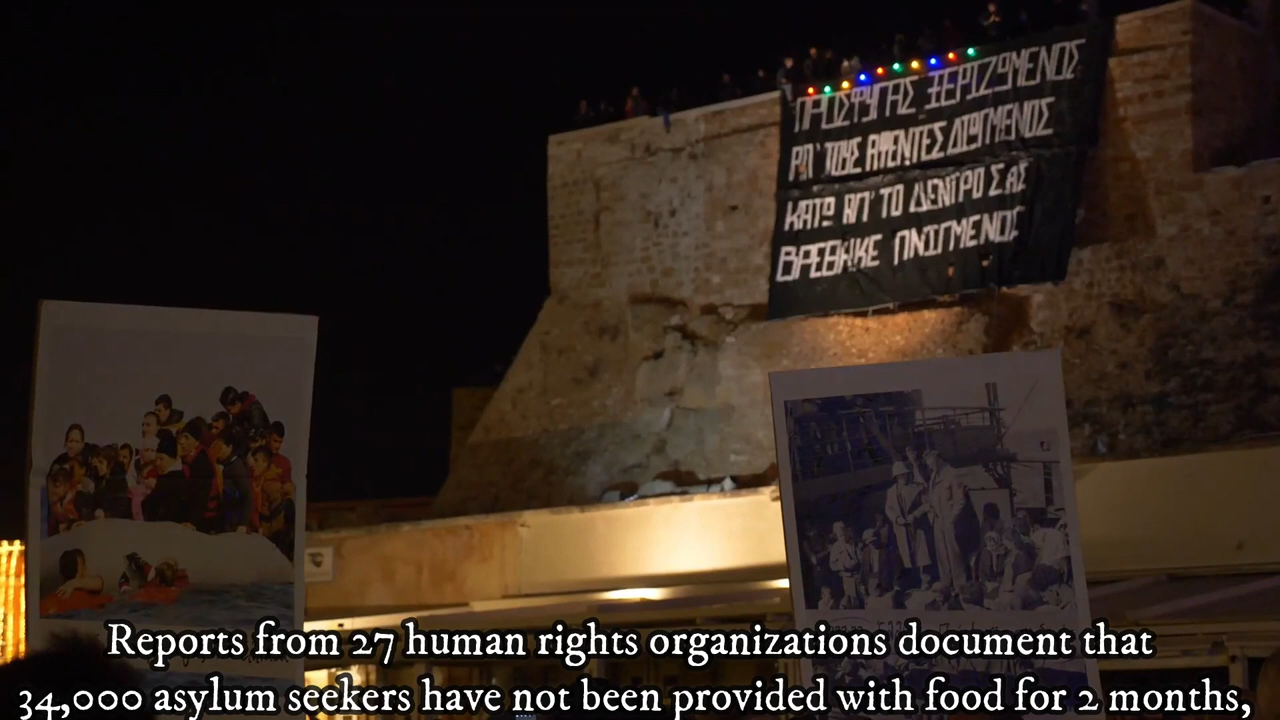 ΠΡΟΣΦΥΓΑΣ ΞΕΡΙΖΩΜΕΝΟΣ
ΑΠ' ΤΟΥΣ ΑΦΕΝΤΕΣ ΔΙΩΓΜΕΝΟΣ
ΚΑΤΩ ΑΠ' ΤΟ ΔΕΝΤΡΟ ΣΑΣ
ΒΡΕΘΗΚΕ ΠΝΙΓΜΕΝΟΣ
Reports from 27 human rights organizations document that
34,000 asylum seekers have not been provided with food for 2 months,